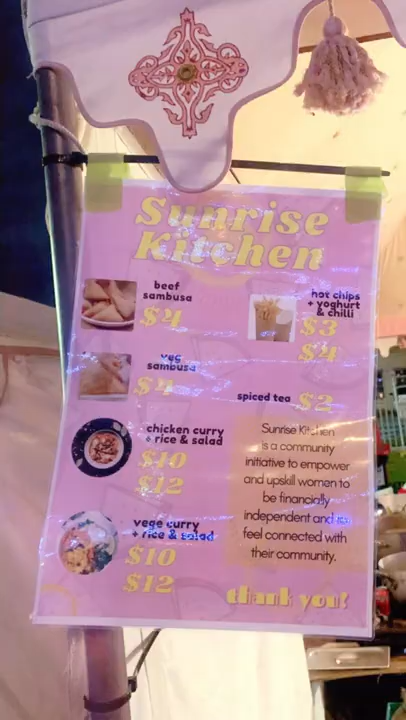 Sunrise
Kitchen
beef
sambusa
$4
veg
sambusa
$4
chicken curry
+ rice & salad
$10
$12
vege curry
+ rice & salad
$10
$12
hot chips
+ yoghurt
& chilli
$3
$4
spiced tea $2
Sunrise Kitchen
is a community
initiative to empower
and upskill women to
be financially
independent and to
feel connected with
their community.
thank you!